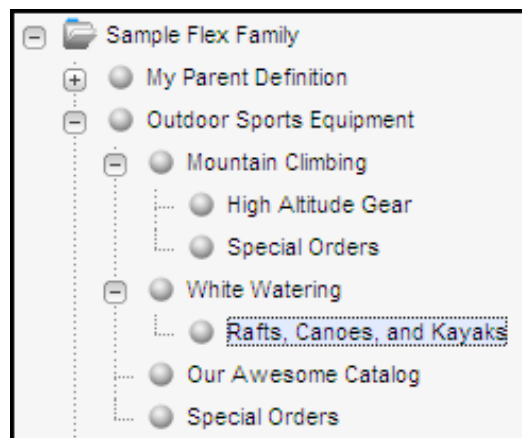 Sample Flex Family
My Parent Definition
Outdoor Sports Equipment
Mountain Climbing
High Altitude Gear
Special Orders
White Watering
Rafts, Canoes, and Kayaks
Our Awesome Catalog
Special Orders